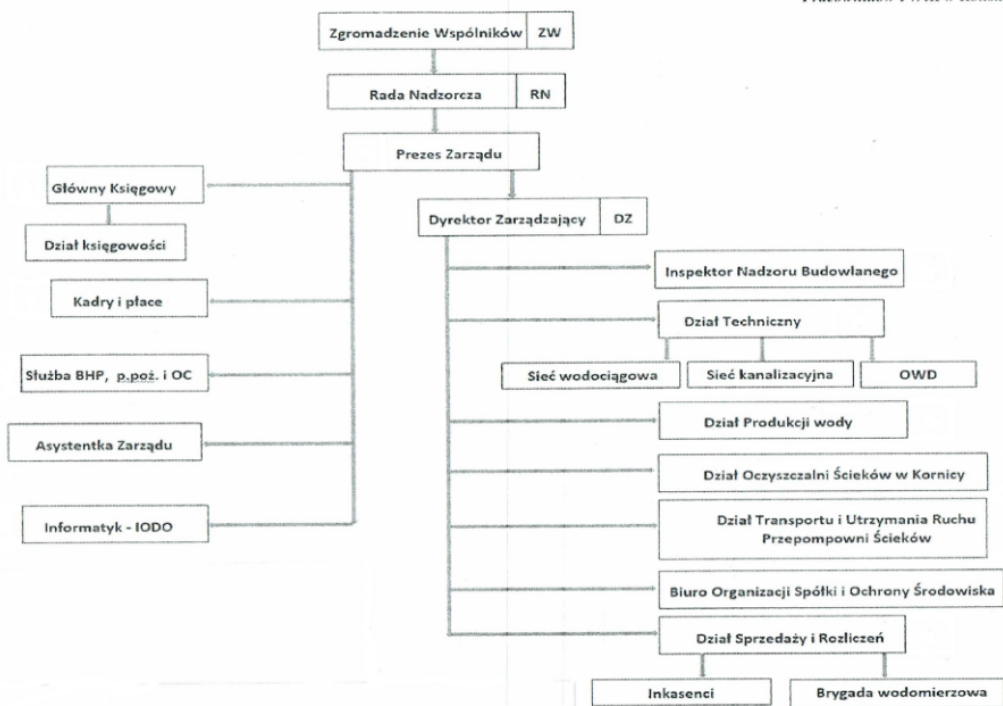 Zgromadzenie Wspólników ZW
Rada Nadzorcza RN
Prezes Zarządu
Główny Księgowy
Dyrektor Zarządzający DZ
Dział księgowości
Inspektor Nadzoru Budowlanego
Kadry i płace
Dział Techniczny
Służba BHP, p.poż. i OC
Sieć wodociągowa
Sieć kanalizacyjna
OWD
Dział Produkcji wody
Asystentka Zarządu
Dział Oczyszczalni Ścieków w Kornicy
Informatyk - IODO
Dział Transportu i Utrzymania Ruchu
Przepompowni Ścieków
Biuro Organizacji Spółki i Ochrony Środowiska
Dział Sprzedaży i Rozliczeń
Inkasenci
Brygada wodomierzowa